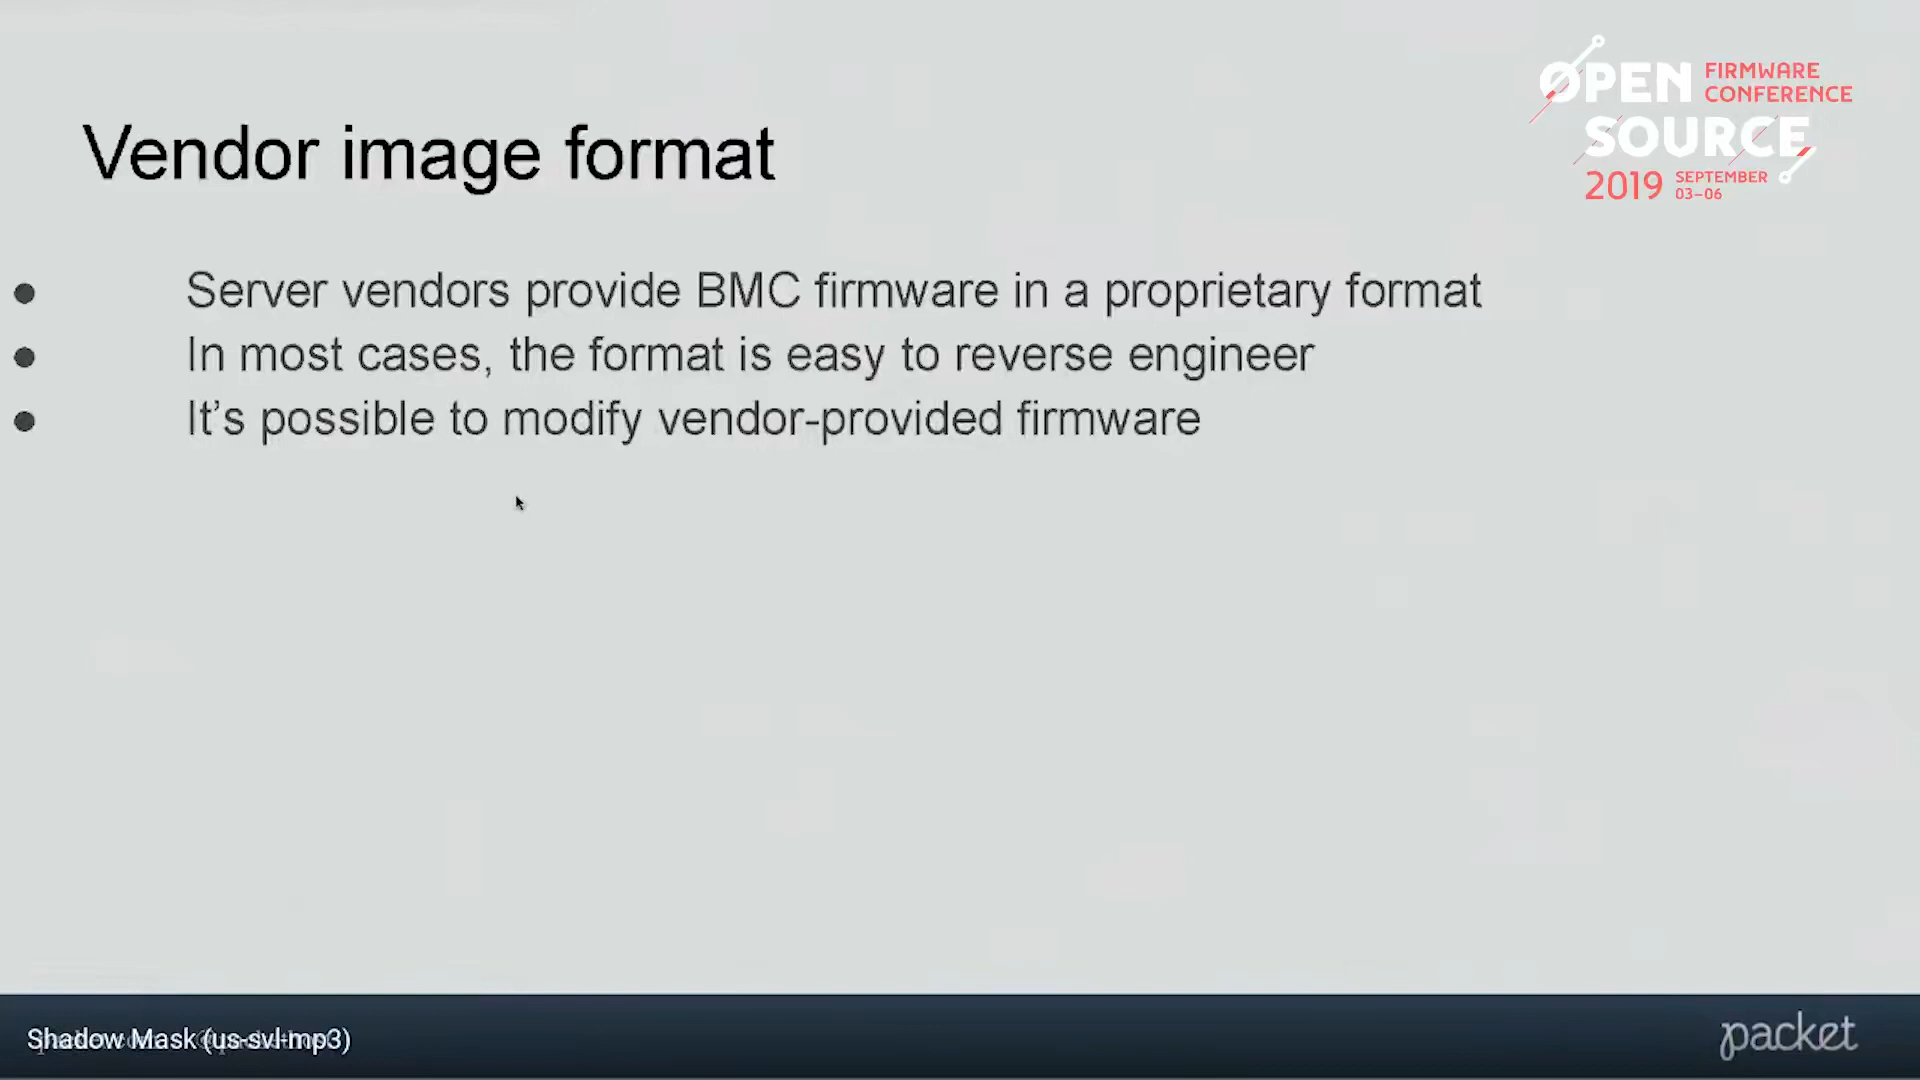 OPEN FIRMWARE
CONFERENCE
SOURCE
2019 SEPTEMBER
03–06
Vendor image format
● Server vendors provide BMC firmware in a proprietary format
● In most cases, the format is easy to reverse engineer
● It’s possible to modify vendor-provided firmware
Shadow Mask (us-svl-mp3)
packet